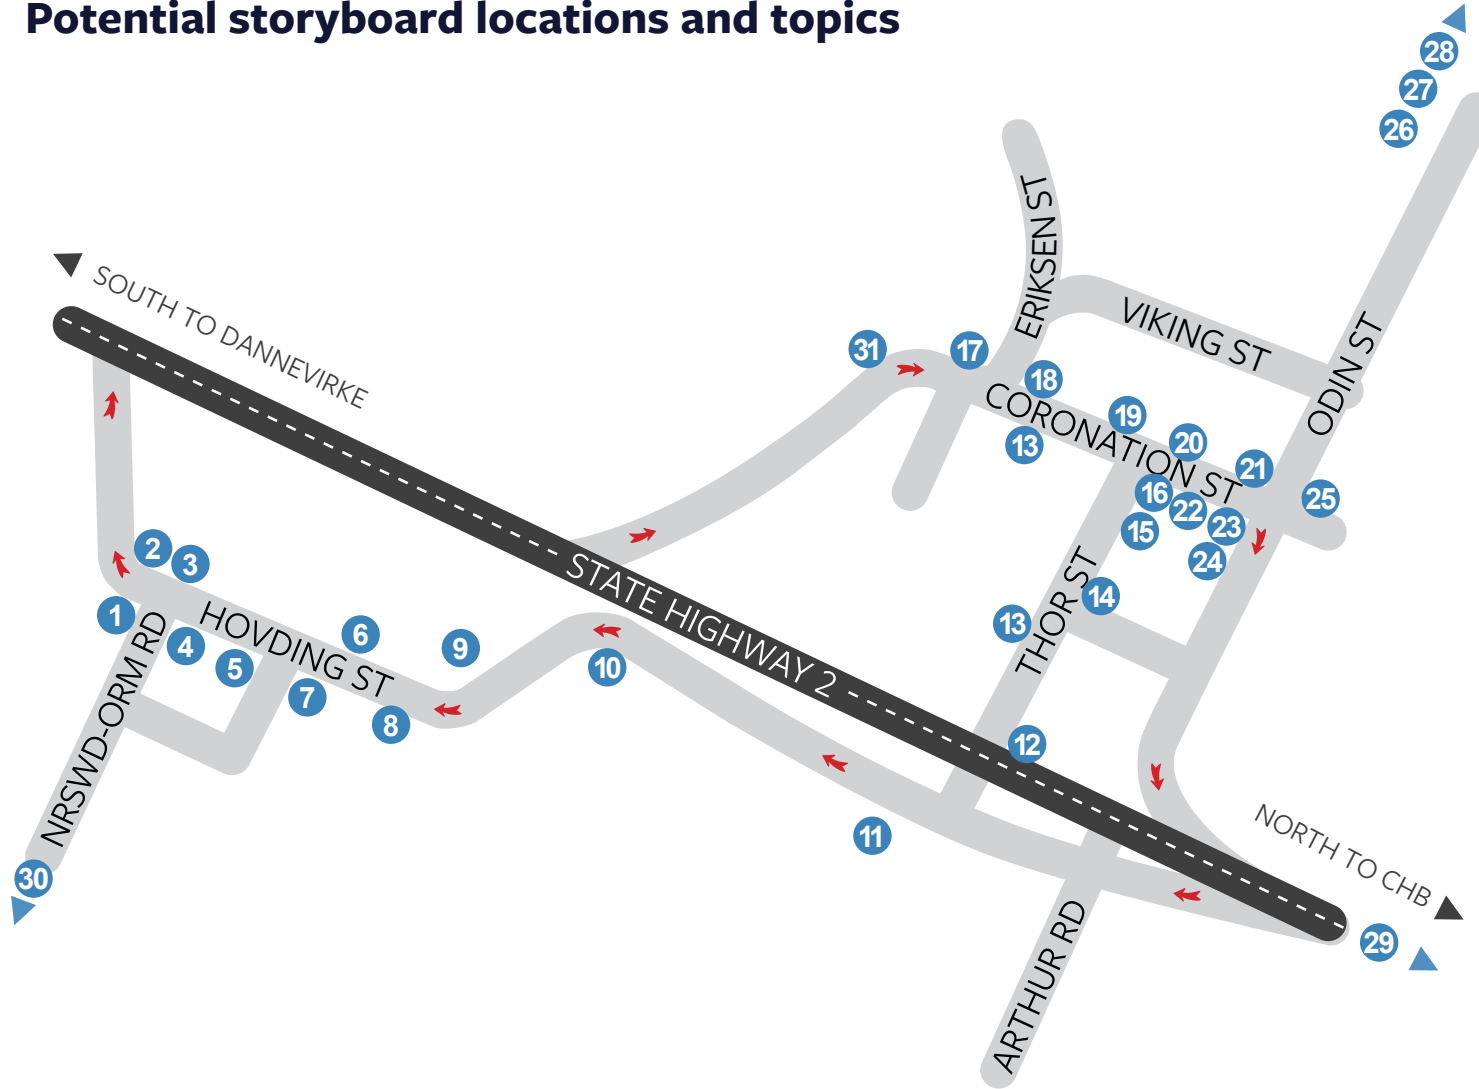 Potential storyboard locations and topics
28
27
26
ERIKSEN ST
SOUTH TO DANNEVIRKE
VIKING ST
ODIN ST
31
17
18
CORONATION ST
19
13
20
21
16
22
25
23
15
24
STATE HIGHWAY 2
2
3
THOR ST
14
1
HOVDING ST
13
6
9
4
5
10
7
8
NRSWD-ORM RD
12
11
NORTH TO CHB
30
ARTHUR RD
29